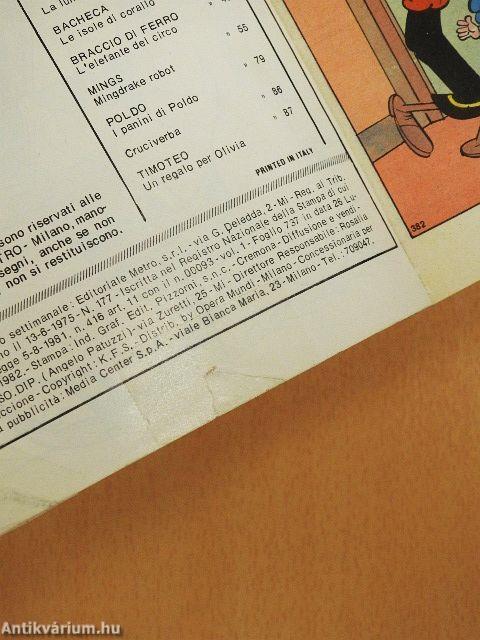 BACHECA
Le isole di corallo
BRACCIO DI FERRO
L'elefante del circo " 55
MINGS
Mingdrake robot " 79
POLDO
I panini di Poldo " 86
Cruciverba " 87
TIMOTEO
Un regalo per Olivia
PRINTED IN ITALY
sono riservati alle
TRO - Milano, mano-
segni, anche se non
non si restituiscono.
settimanale: Editoriale Metro, s.r.l. - via G. Deledda, 2 - Mi - Reg. al Trib.
il 13-6-1975 - N. 177 - Iscritta nel Registro Nazionale della Stampa di cui
legge 5-8-1981, n. 416 art. 11 con il n. 00093 - vol. 1 - Foglio 737 in data 26 Lu-
1982. - Stampa: Ind. Graf. Edit. Pizzorni, s.n.c. - Cremona - Diffusione e vendi-
SO.DIP. (Angelo Patuzzi) - via Zuretti, 25 - Mi - Direttore Responsabile: Rosalia
- Copyright: K.F.S. - Distrib. by Opera Mundi - Milano - Concessionaria per
pubblicità: Media Center S.p.A. - viale Bianca Maria, 23 - Milano - Tel.: 709047.
382
Antikvárium.hu